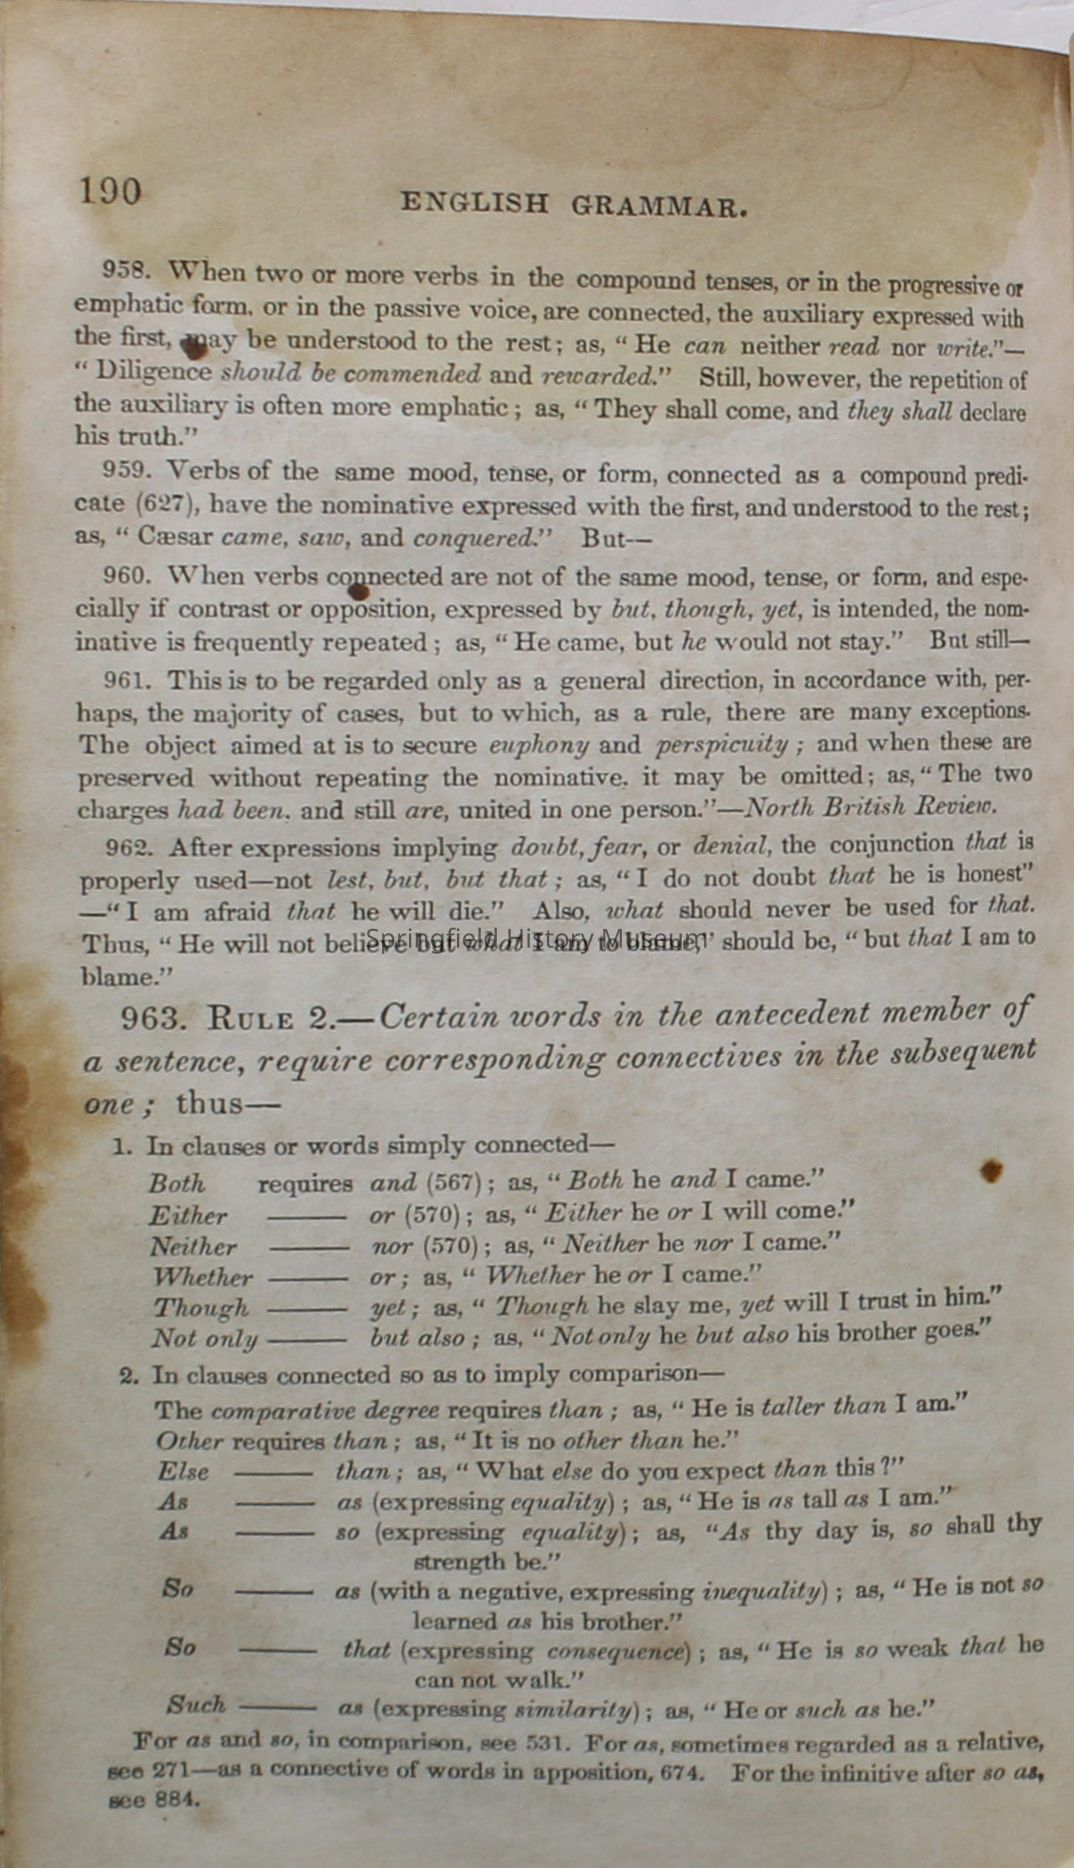 190
ENGLISH GRAMMAR.
958. When two or more verbs in the compound tenses, or in the progressive or
emphatic form, or in the passive voice, are connected, the auxiliary expressed with
the first, may be understood to the rest; as, "He can neither read nor write."—
"Diligence should be commended and rewarded." Still, however, the repetition of
the auxiliary is often more emphatic; as, "They shall come, and they shall declare
his truth."
959. Verbs of the same mood, tense, or form, connected as a compound predi-
cate (627), have the nominative expressed with the first, and understood to the rest;
as, "Cæsar came, saw, and conquered." But—
960. When verbs connected are not of the same mood, tense, or form, and espe-
cially if contrast or opposition, expressed by but, though, yet, is intended, the nom-
inative is frequently repeated; as, "He came, but he would not stay." But still—
961. This is to be regarded only as a general direction, in accordance with, per-
haps, the majority of cases, but to which, as a rule, there are many exceptions.
The object aimed at is to secure euphony and perspicuity; and when these are
preserved without repeating the nominative, it may be omitted; as, "The two
charges had been, and still are, united in one person."—North British Review.
962. After expressions implying doubt, fear, or denial, the conjunction that is
properly used—not lest, but, but that; as, "I do not doubt that he is honest"
—"I am afraid that he will die." Also, what should never be used for that.
Thus, "He will not believe but what I am to blame," should be, "but that I am to
Springfield History Museum
blame."
963. RULE 2.—Certain words in the antecedent member of
a sentence, require corresponding connectives in the subsequent
one; thus—
1. In clauses or words simply connected—
Both requires and (567); as, "Both he and I came."
Either —— or (570); as, "Either he or I will come."
Neither —— nor (570); as, "Neither he nor I came."
Whether —— or; as, "Whether he or I came."
Though —— yet; as, "Though he slay me, yet will I trust in him."
Not only —— but also; as, "Not only he but also his brother goes."
2. In clauses connected so as to imply comparison—
The comparative degree requires than; as, "He is taller than I am."
Other requires than; as, "It is no other than he."
Else —— than; as, "What else do you expect than this?"
As —— as (expressing equality); as, "He is as tall as I am."
As —— so (expressing equality); as, "As thy day is, so shall thy
strength be."
So —— as (with a negative, expressing inequality); as, "He is not so
learned as his brother."
So —— that (expressing consequence); as, "He is so weak that he
can not walk."
Such —— as (expressing similarity); as, "He or such as he."
For as and so, in comparison, see 531. For as, sometimes regarded as a relative,
see 271—as a connective of words in apposition, 674. For the infinitive after so as,
see 884.